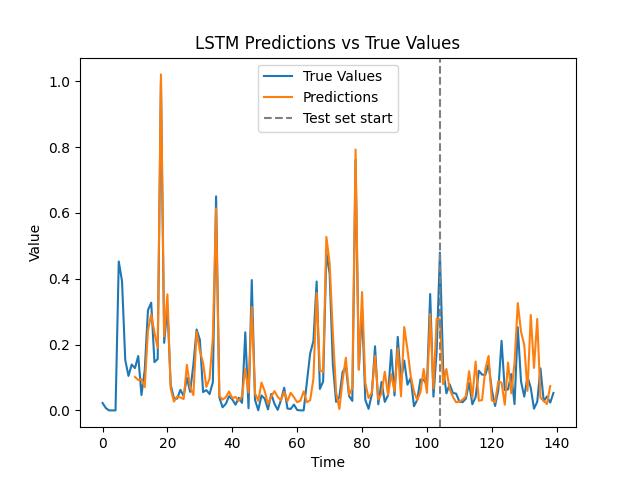 LSTM Predictions vs True Values
True Values
Predictions
Test set start
Value
1.0
0.8
0.6
0.4
0.2
0.0
0 20 40 60 80 100 120 140
Time